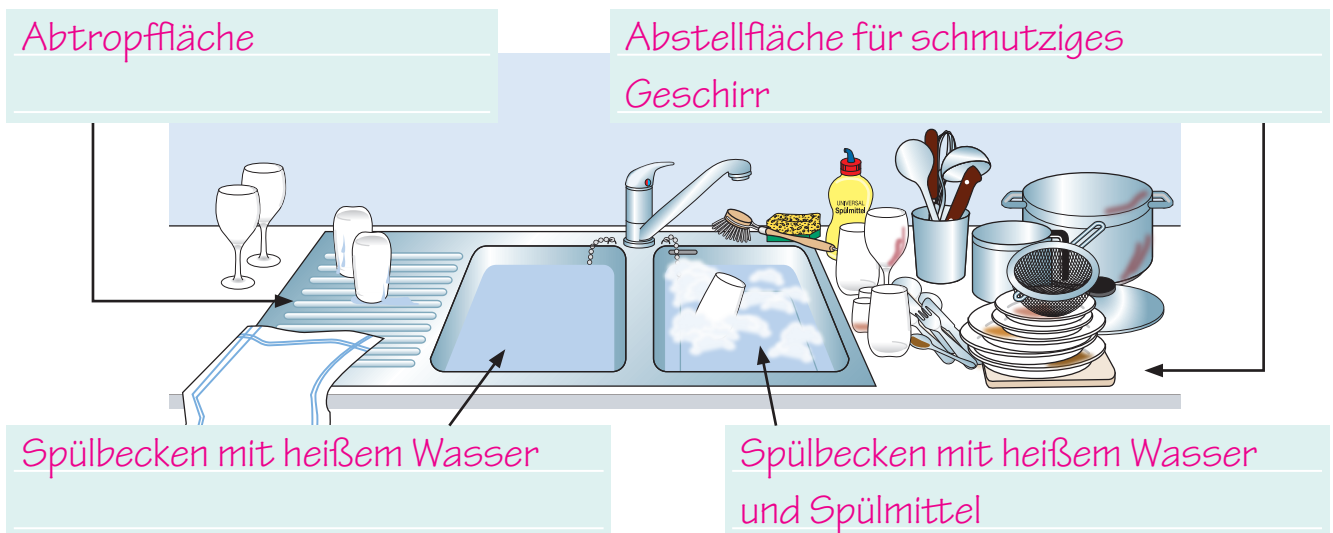 Abtropffläche
Abstellfläche für schmutziges
Geschirr
UNIVERSAL
Spülmittel
Spülbecken mit heißem Wasser
Spülbecken mit heißem Wasser
und Spülmittel